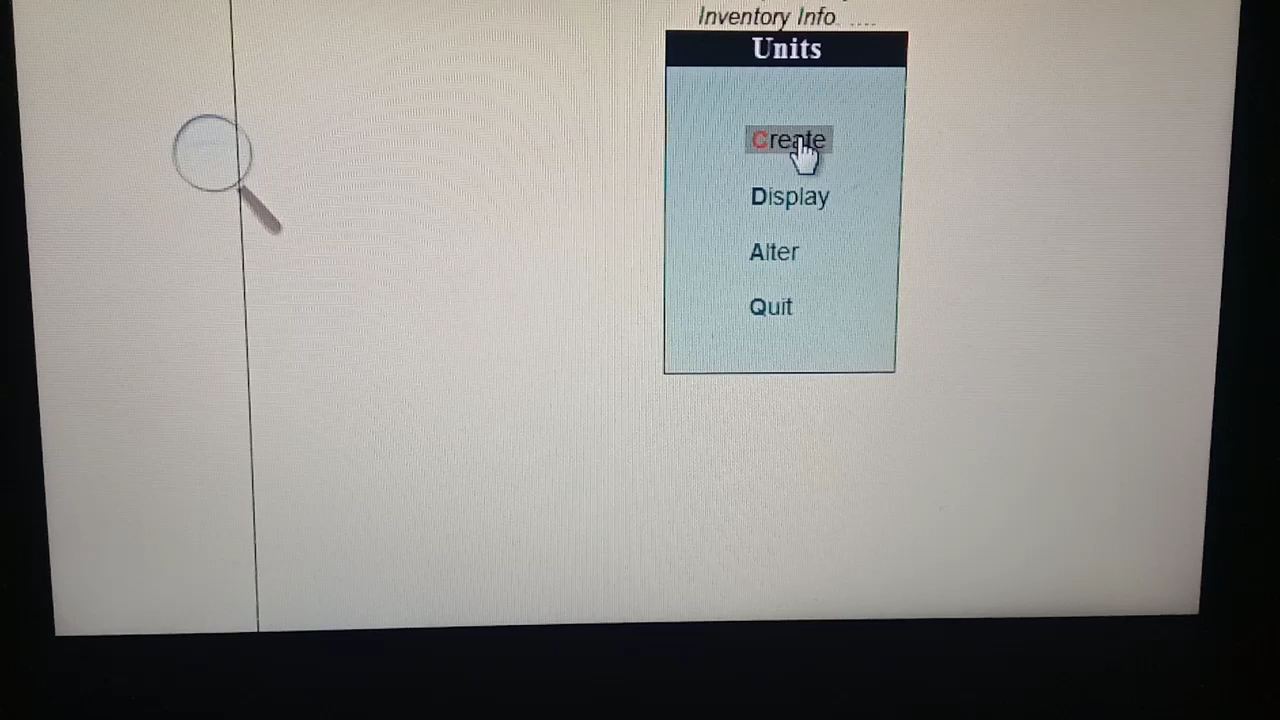 Inventory Info .....
Units
Create
Display
Alter
Quit